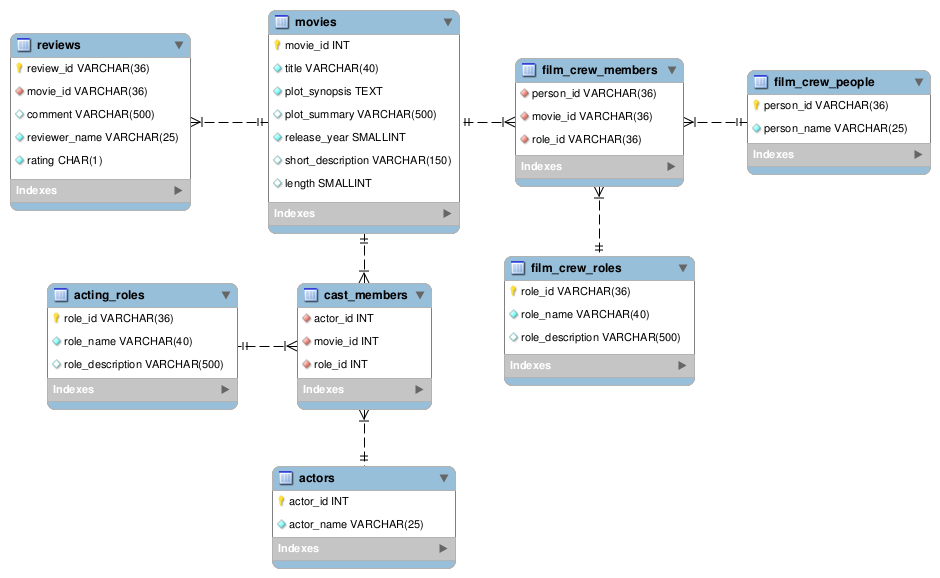 reviews
review_id VARCHAR(36)
movie_id VARCHAR(36)
comment VARCHAR(500)
reviewer_name VARCHAR(25)
rating CHAR(1)
Indexes
movies
movie_id INT
title VARCHAR(40)
plot_synopsis TEXT
plot_summary VARCHAR(500)
release_year SMALLINT
short_description VARCHAR(150)
length SMALLINT
Indexes
film_crew_members
person_id VARCHAR(36)
movie_id VARCHAR(36)
role_id VARCHAR(36)
Indexes
film_crew_people
person_id VARCHAR(36)
person_name VARCHAR(25)
Indexes
acting_roles
role_id VARCHAR(36)
role_name VARCHAR(40)
role_description VARCHAR(500)
Indexes
cast_members
actor_id INT
movie_id INT
role_id INT
Indexes
film_crew_roles
role_id VARCHAR(36)
role_name VARCHAR(40)
role_description VARCHAR(500)
Indexes
actors
actor_id INT
actor_name VARCHAR(25)
Indexes